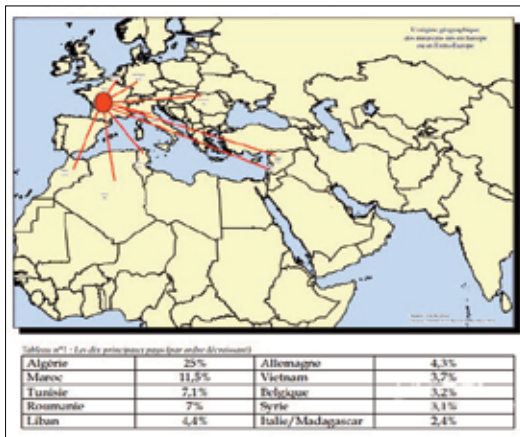 L'origine géographique
des médecins nés en Europe
ou en Extra-Europe
Tableau n°1 : Les dix principaux pays (par ordre décroissant)
Algérie 25% Allemagne 4,3%
Maroc 11,5% Vietnam 3,7%
Tunisie 7,1% Belgique 3,2%
Roumanie 7% Syrie 3,1%
Liban 4,4% Italie/Madagascar 2,4%